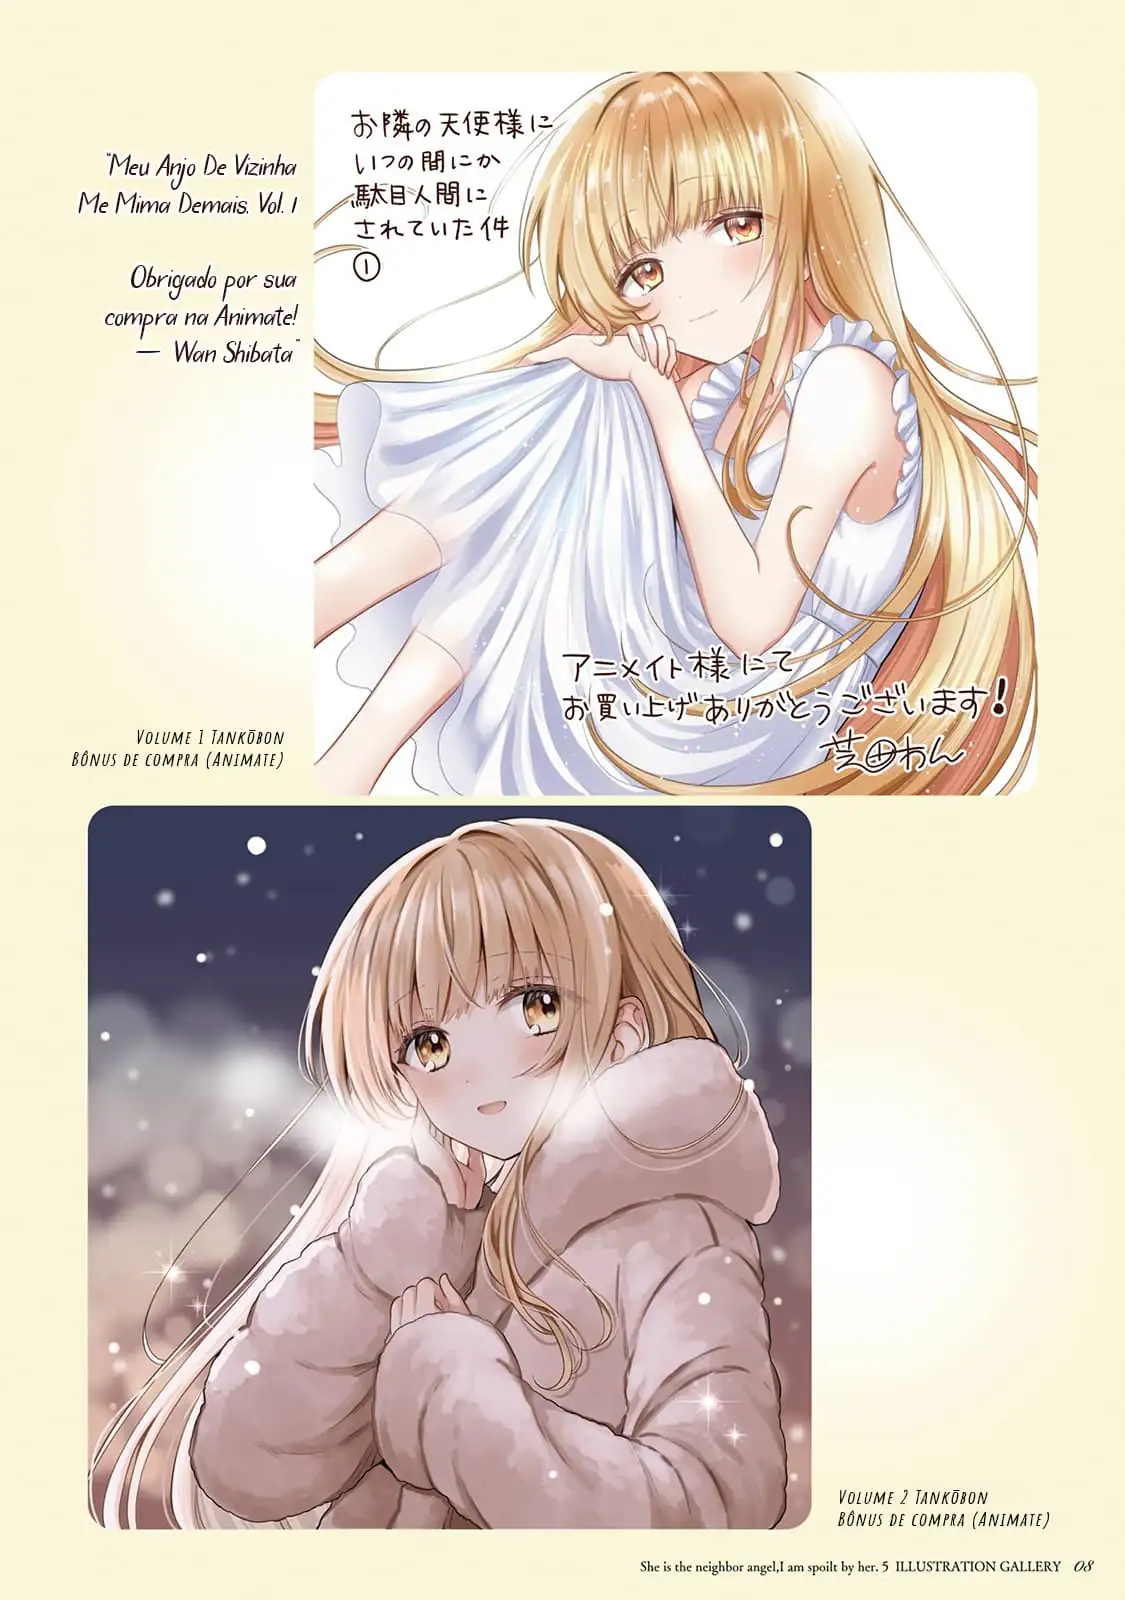 "Meu Anjo De Vizinha
Me Mima Demais. Vol. 1
Obrigado por sua
compra na Animate!
— Wan Shibata"
お隣の天使様に
いつの間にか
駄目人間に
されていた件
①
アニメイト様にて
お買い上げありがとうございます!
芝田わん
Volume 1 Tankōbon
Bônus de compra (Animate)
Volume 2 Tankōbon
Bônus de compra (Animate)
She is the neighbor angel,I am spoilt by her. 5 ILLUSTRATION GALLERY 08